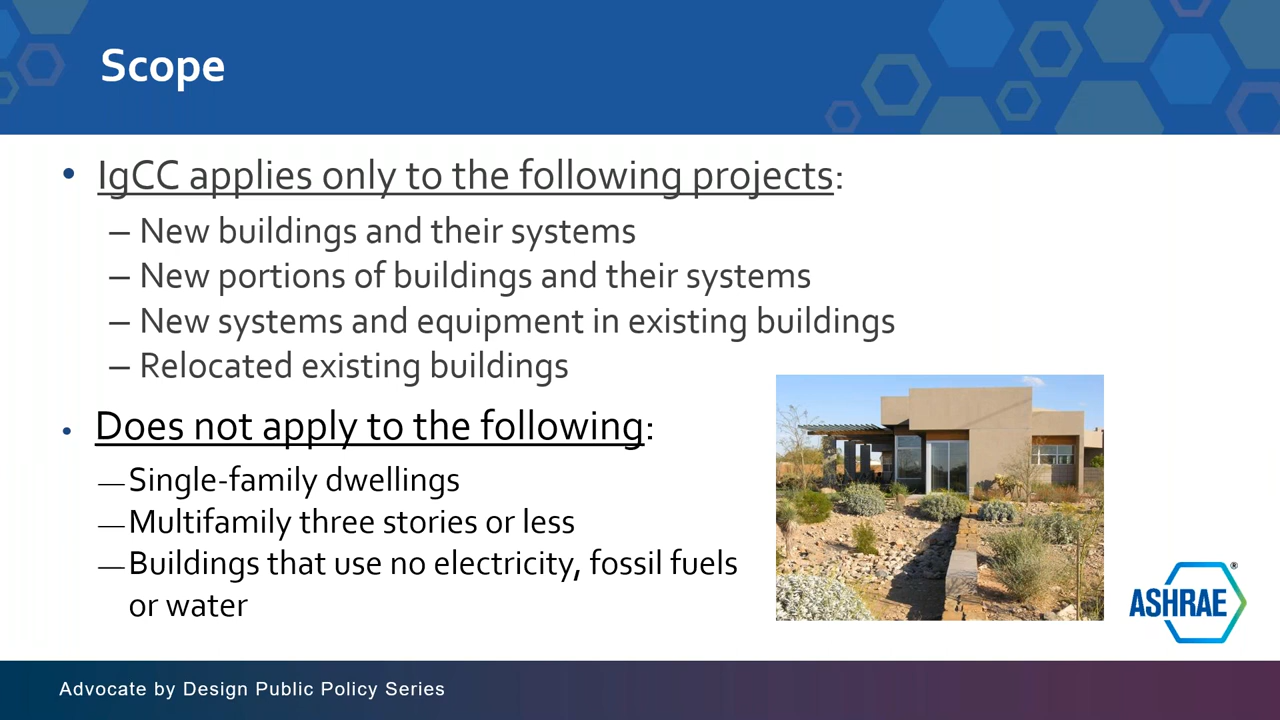 Scope
• IgCC applies only to the following projects:
– New buildings and their systems
– New portions of buildings and their systems
– New systems and equipment in existing buildings
– Relocated existing buildings
• Does not apply to the following:
— Single-family dwellings
— Multifamily three stories or less
— Buildings that use no electricity, fossil fuels
or water
ASHRAE®
Advocate by Design Public Policy Series